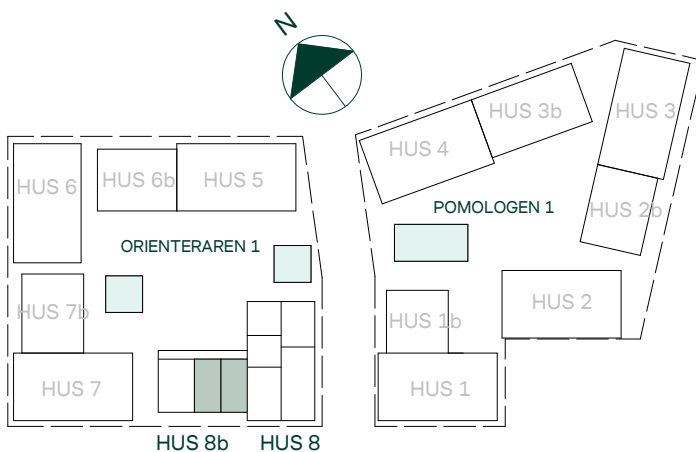 N
HUS 3b
HUS 3
HUS 4
HUS 6
HUS 6b
HUS 5
POMOLOGEN 1
HUS 2b
ORIENTERAREN 1
HUS 7b
HUS 1b
HUS 2
HUS 7
HUS 1
HUS 8b
HUS 8